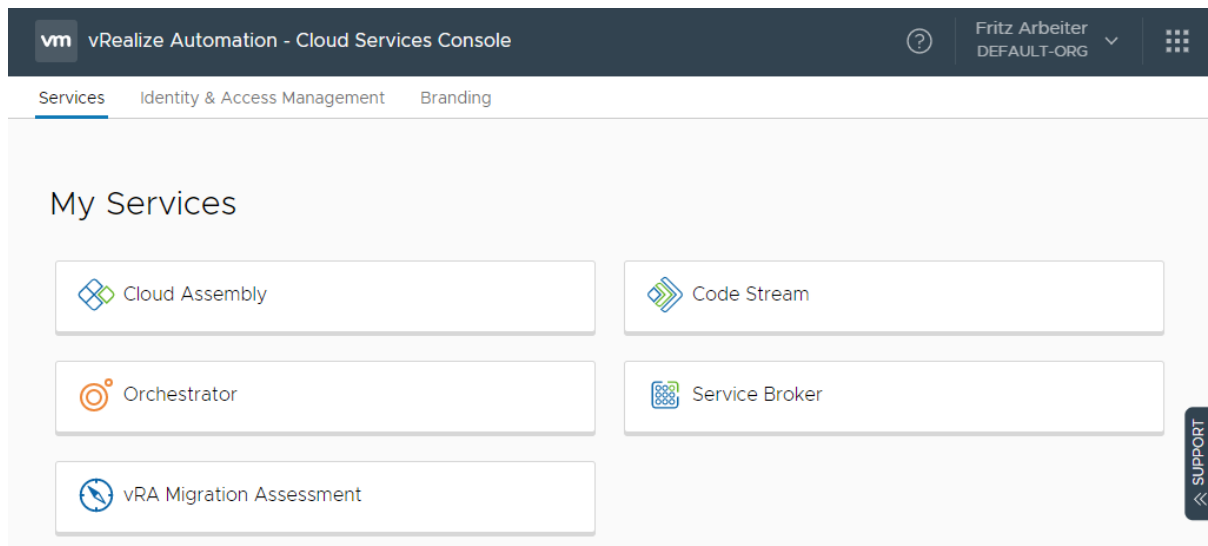 vm vRealize Automation - Cloud Services Console
Fritz Arbeiter
DEFAULT-ORG
Services Identity & Access Management Branding
My Services
Cloud Assembly
Code Stream
Orchestrator
Service Broker
vRA Migration Assessment
SUPPORT